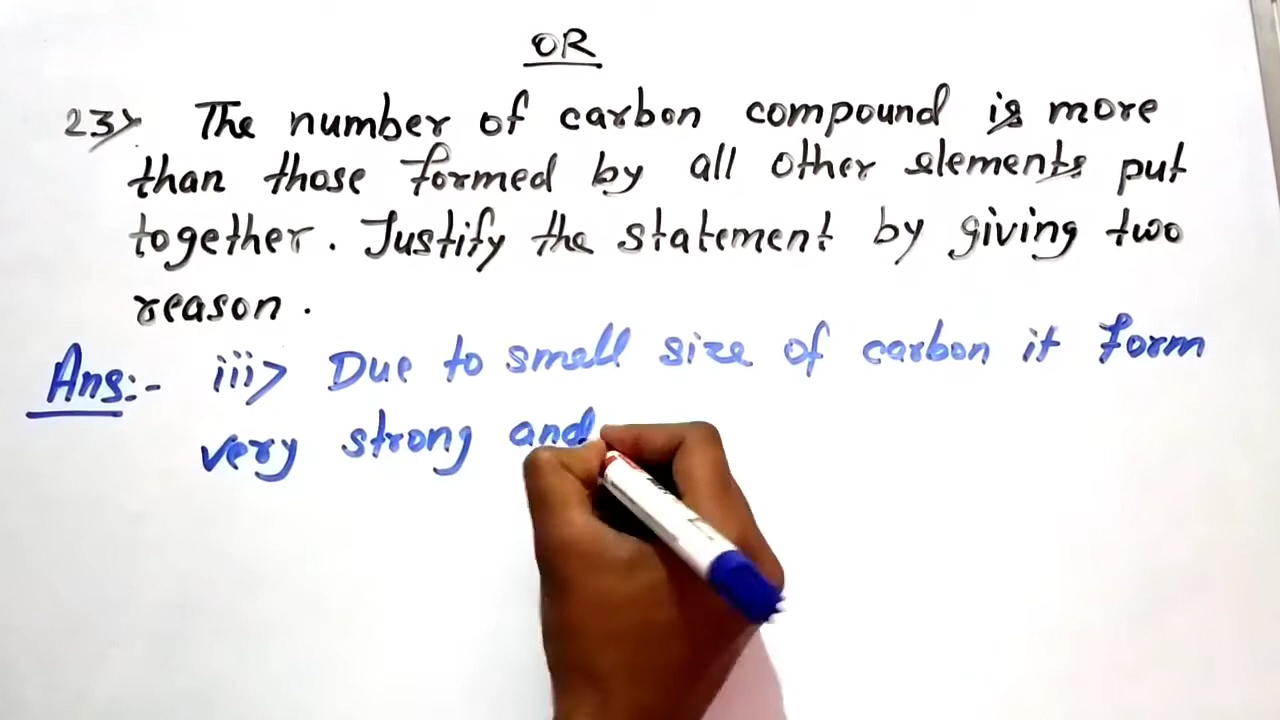 OR
23> The number of carbon compound is more
than those formed by all other elements put
together. Justify the statement by giving two
reason.
Ans:- iii> Due to small size of carbon it form
very strong and